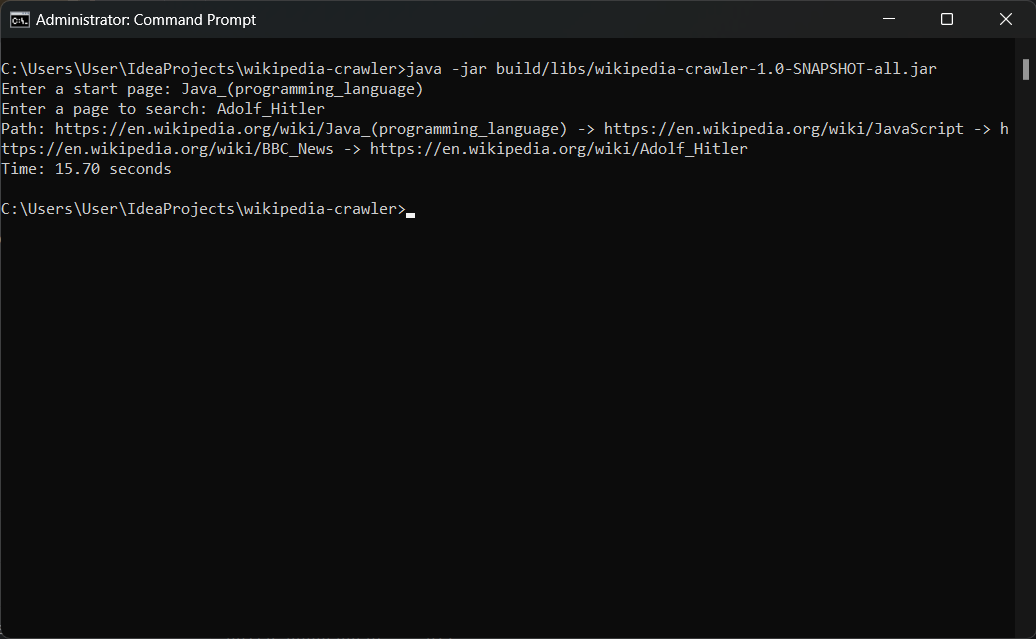 Administrator: Command Prompt
C:\Users\User\IdeaProjects\wikipedia-crawler>java -jar build/libs/wikipedia-crawler-1.0-SNAPSHOT-all.jar
Enter a start page: Java_(programming_language)
Enter a page to search: Adolf_Hitler
Path: https://en.wikipedia.org/wiki/Java_(programming_language) -> https://en.wikipedia.org/wiki/JavaScript -> h
ttps://en.wikipedia.org/wiki/BBC_News -> https://en.wikipedia.org/wiki/Adolf_Hitler
Time: 15.70 seconds
C:\Users\User\IdeaProjects\wikipedia-crawler>